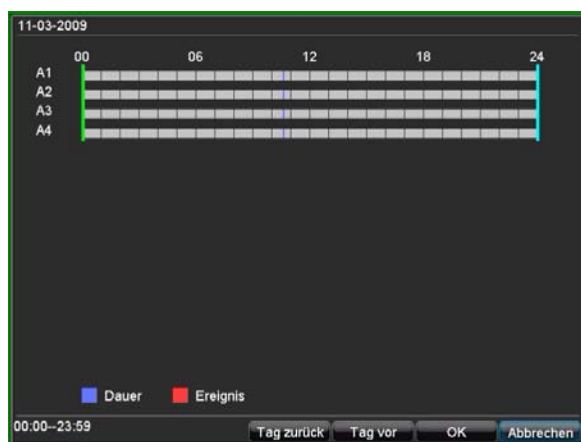 11-03-2009
00 06 12 18 24
A1
A2
A3
A4
Dauer Ereignis
00:00--23:59 Tag zurück Tag vor OK Abbrechen